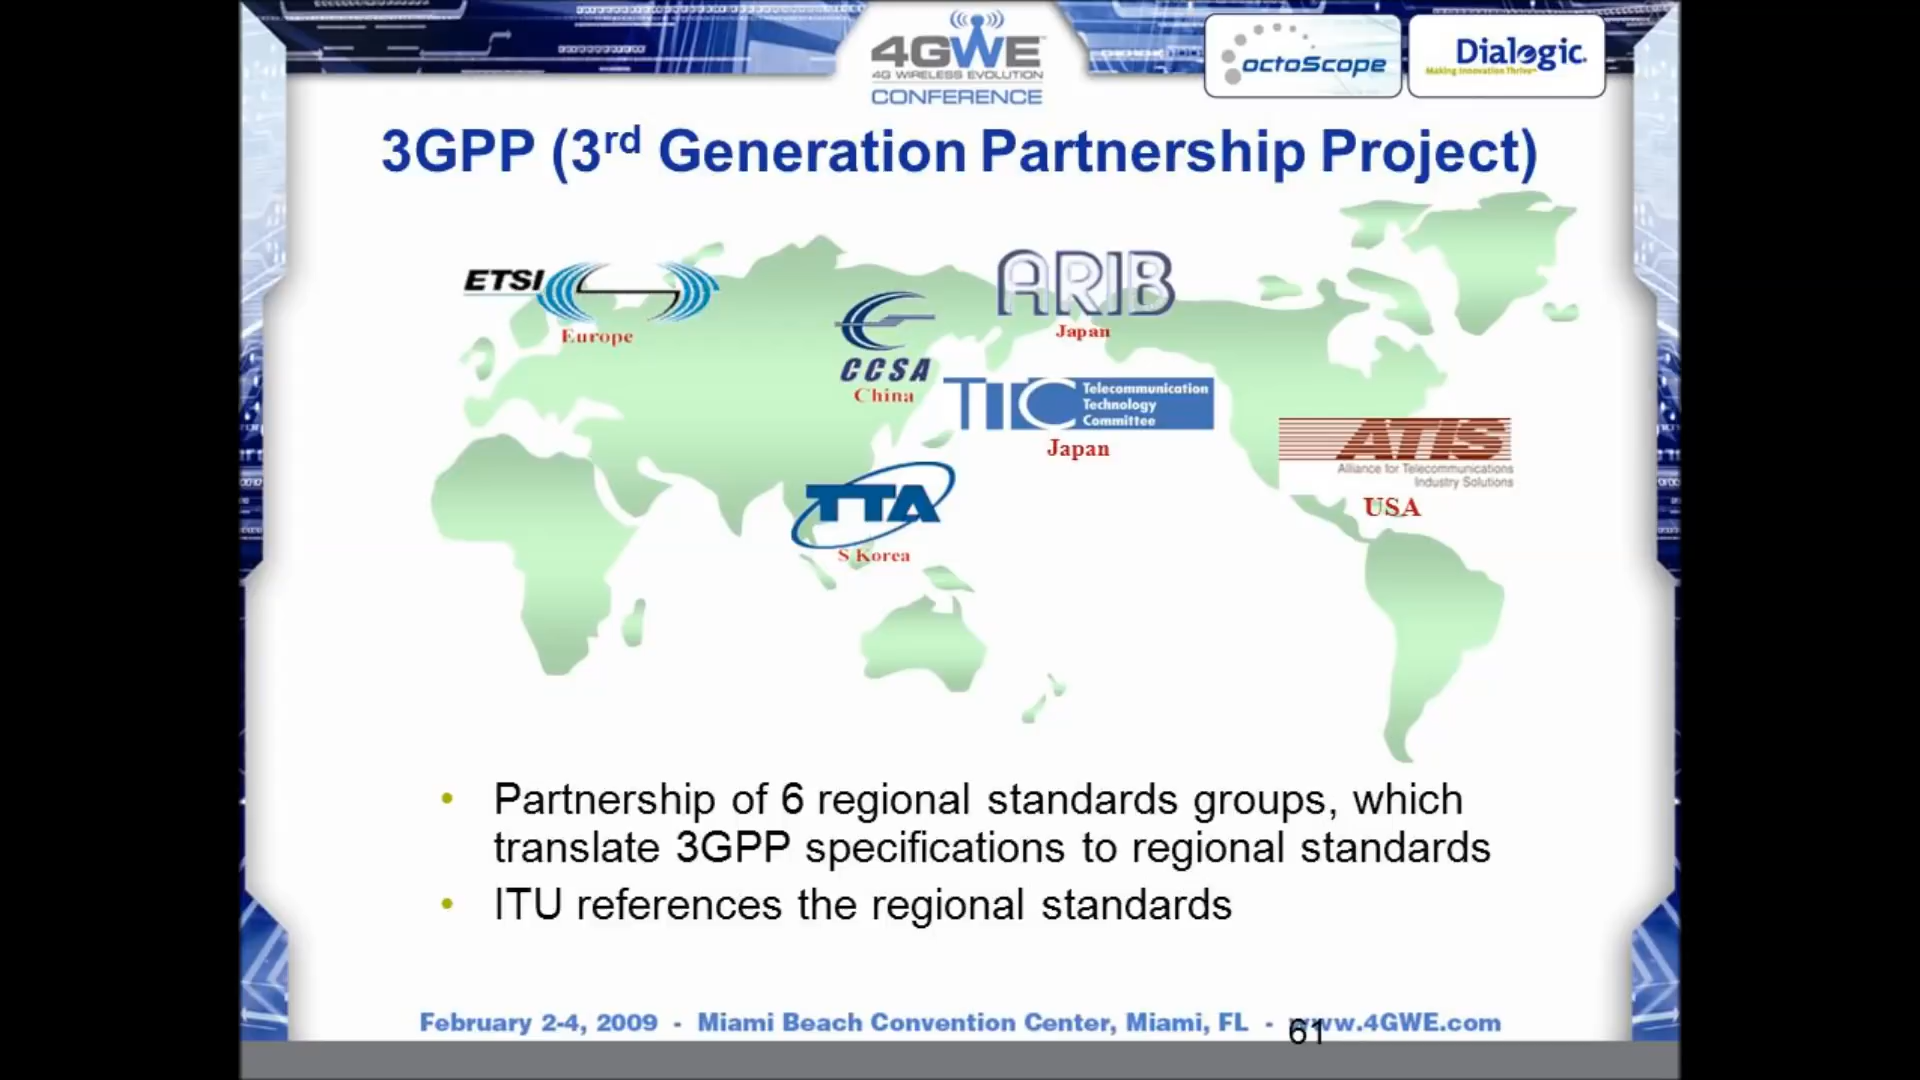 4GWE
4G WIRELESS EVOLUTION
CONFERENCE
octoScope
Dialogic.
Making Innovation Thrive™
3GPP (3rd Generation Partnership Project)
ETSI
Europe
CCSA
China
ARIB
Japan
TTC Telecommunication
Technology
Committee
Japan
TTA
S Korea
ATIS
Alliance for Telecommunications
Industry Solutions
USA
• Partnership of 6 regional standards groups, which
translate 3GPP specifications to regional standards
• ITU references the regional standards
February 2-4, 2009 - Miami Beach Convention Center, Miami, FL - www.4GWE.com
61